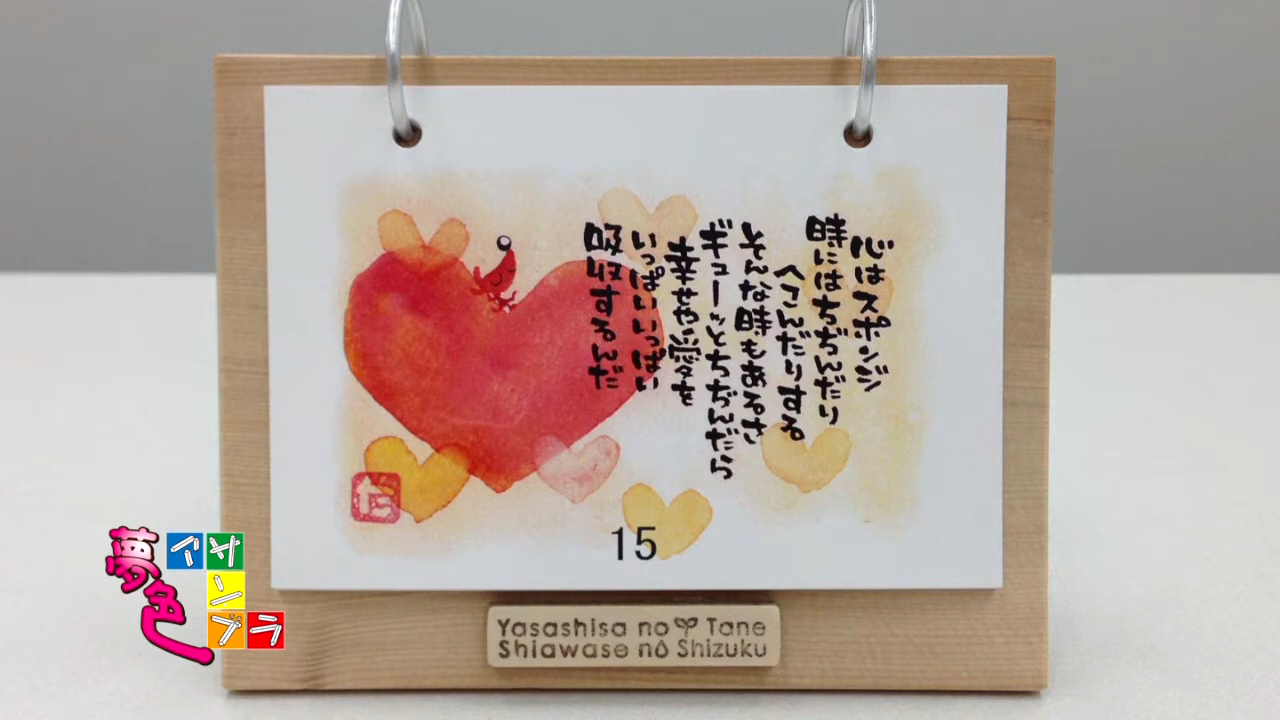 心はスポンジ
時にはちぢんだり
へこんだりする
そんな時もあるさ
ギューッとちぢんだら
幸せや愛を
いっぱいいっぱい
吸収するんだ
た
15
Yasashisa no Tane
Shiawase no Shizuku
夢色
アサンブラ